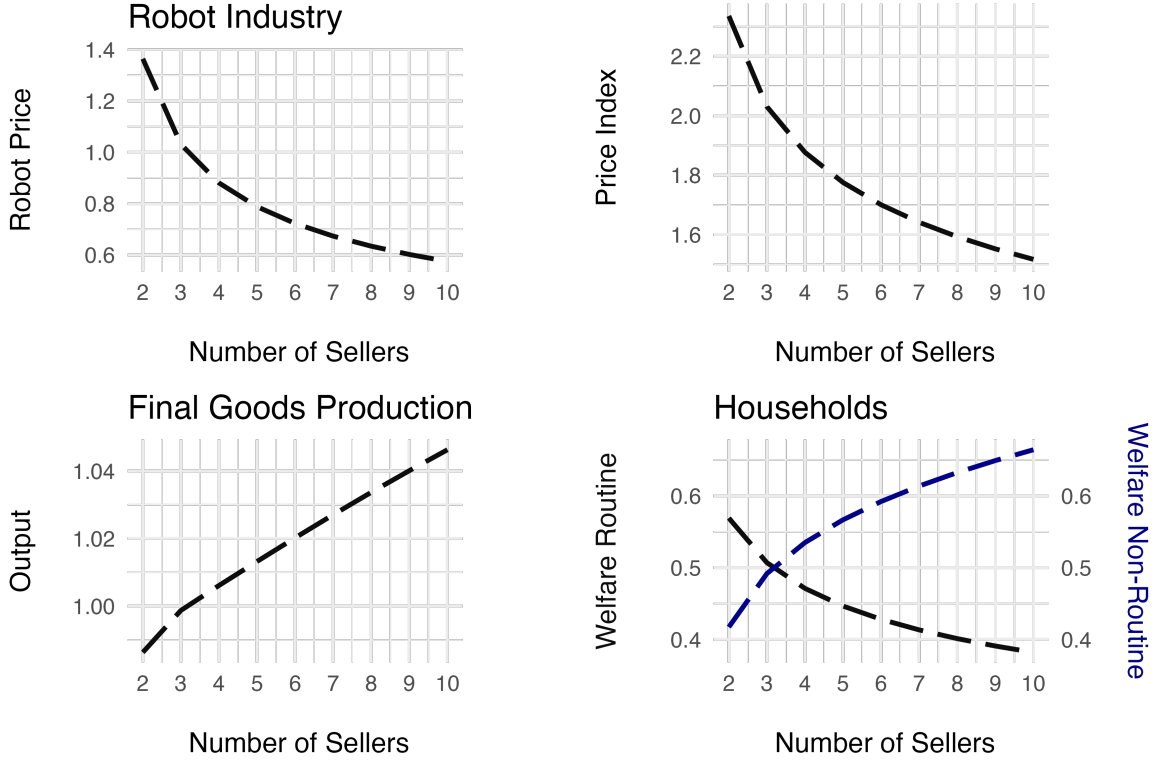 Robot Industry
Robot Price
1.4
1.2
1.0
0.8
0.6
2 3 4 5 6 7 8 9 10
Number of Sellers
Price Index
2.2
2.0
1.8
1.6
2 3 4 5 6 7 8 9 10
Number of Sellers
Final Goods Production
Output
1.04
1.02
1.00
2 3 4 5 6 7 8 9 10
Number of Sellers
Households
Welfare Routine
0.6
0.5
0.4
0.6
0.5
0.4
Welfare Non-Routine
2 3 4 5 6 7 8 9 10
Number of Sellers